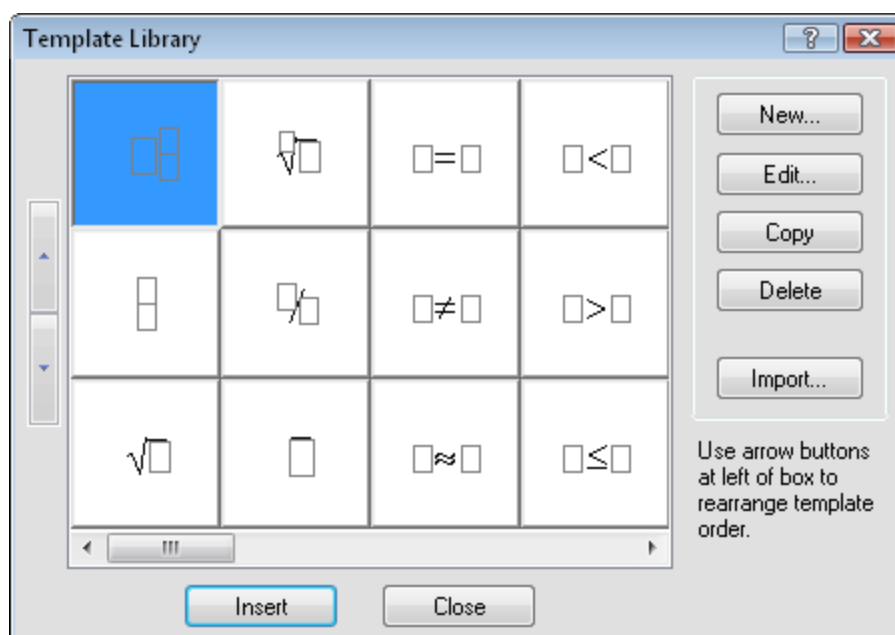 Template Library
?
New...
□=□
□<□
Edit...
Copy
□≠□
□>□
Delete
Import...
√□
□≈□
□≤□
Use arrow buttons
at left of box to
rearrange template
order.
Insert
Close